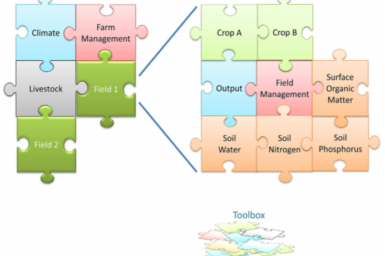 Climate
Farm
Management
Livestock
Field 1
Field 2
Crop A
Crop B
Output
Field
Management
Surface
Organic
Matter
Soil
Water
Soil
Nitrogen
Soil
Phosphorus
Toolbox